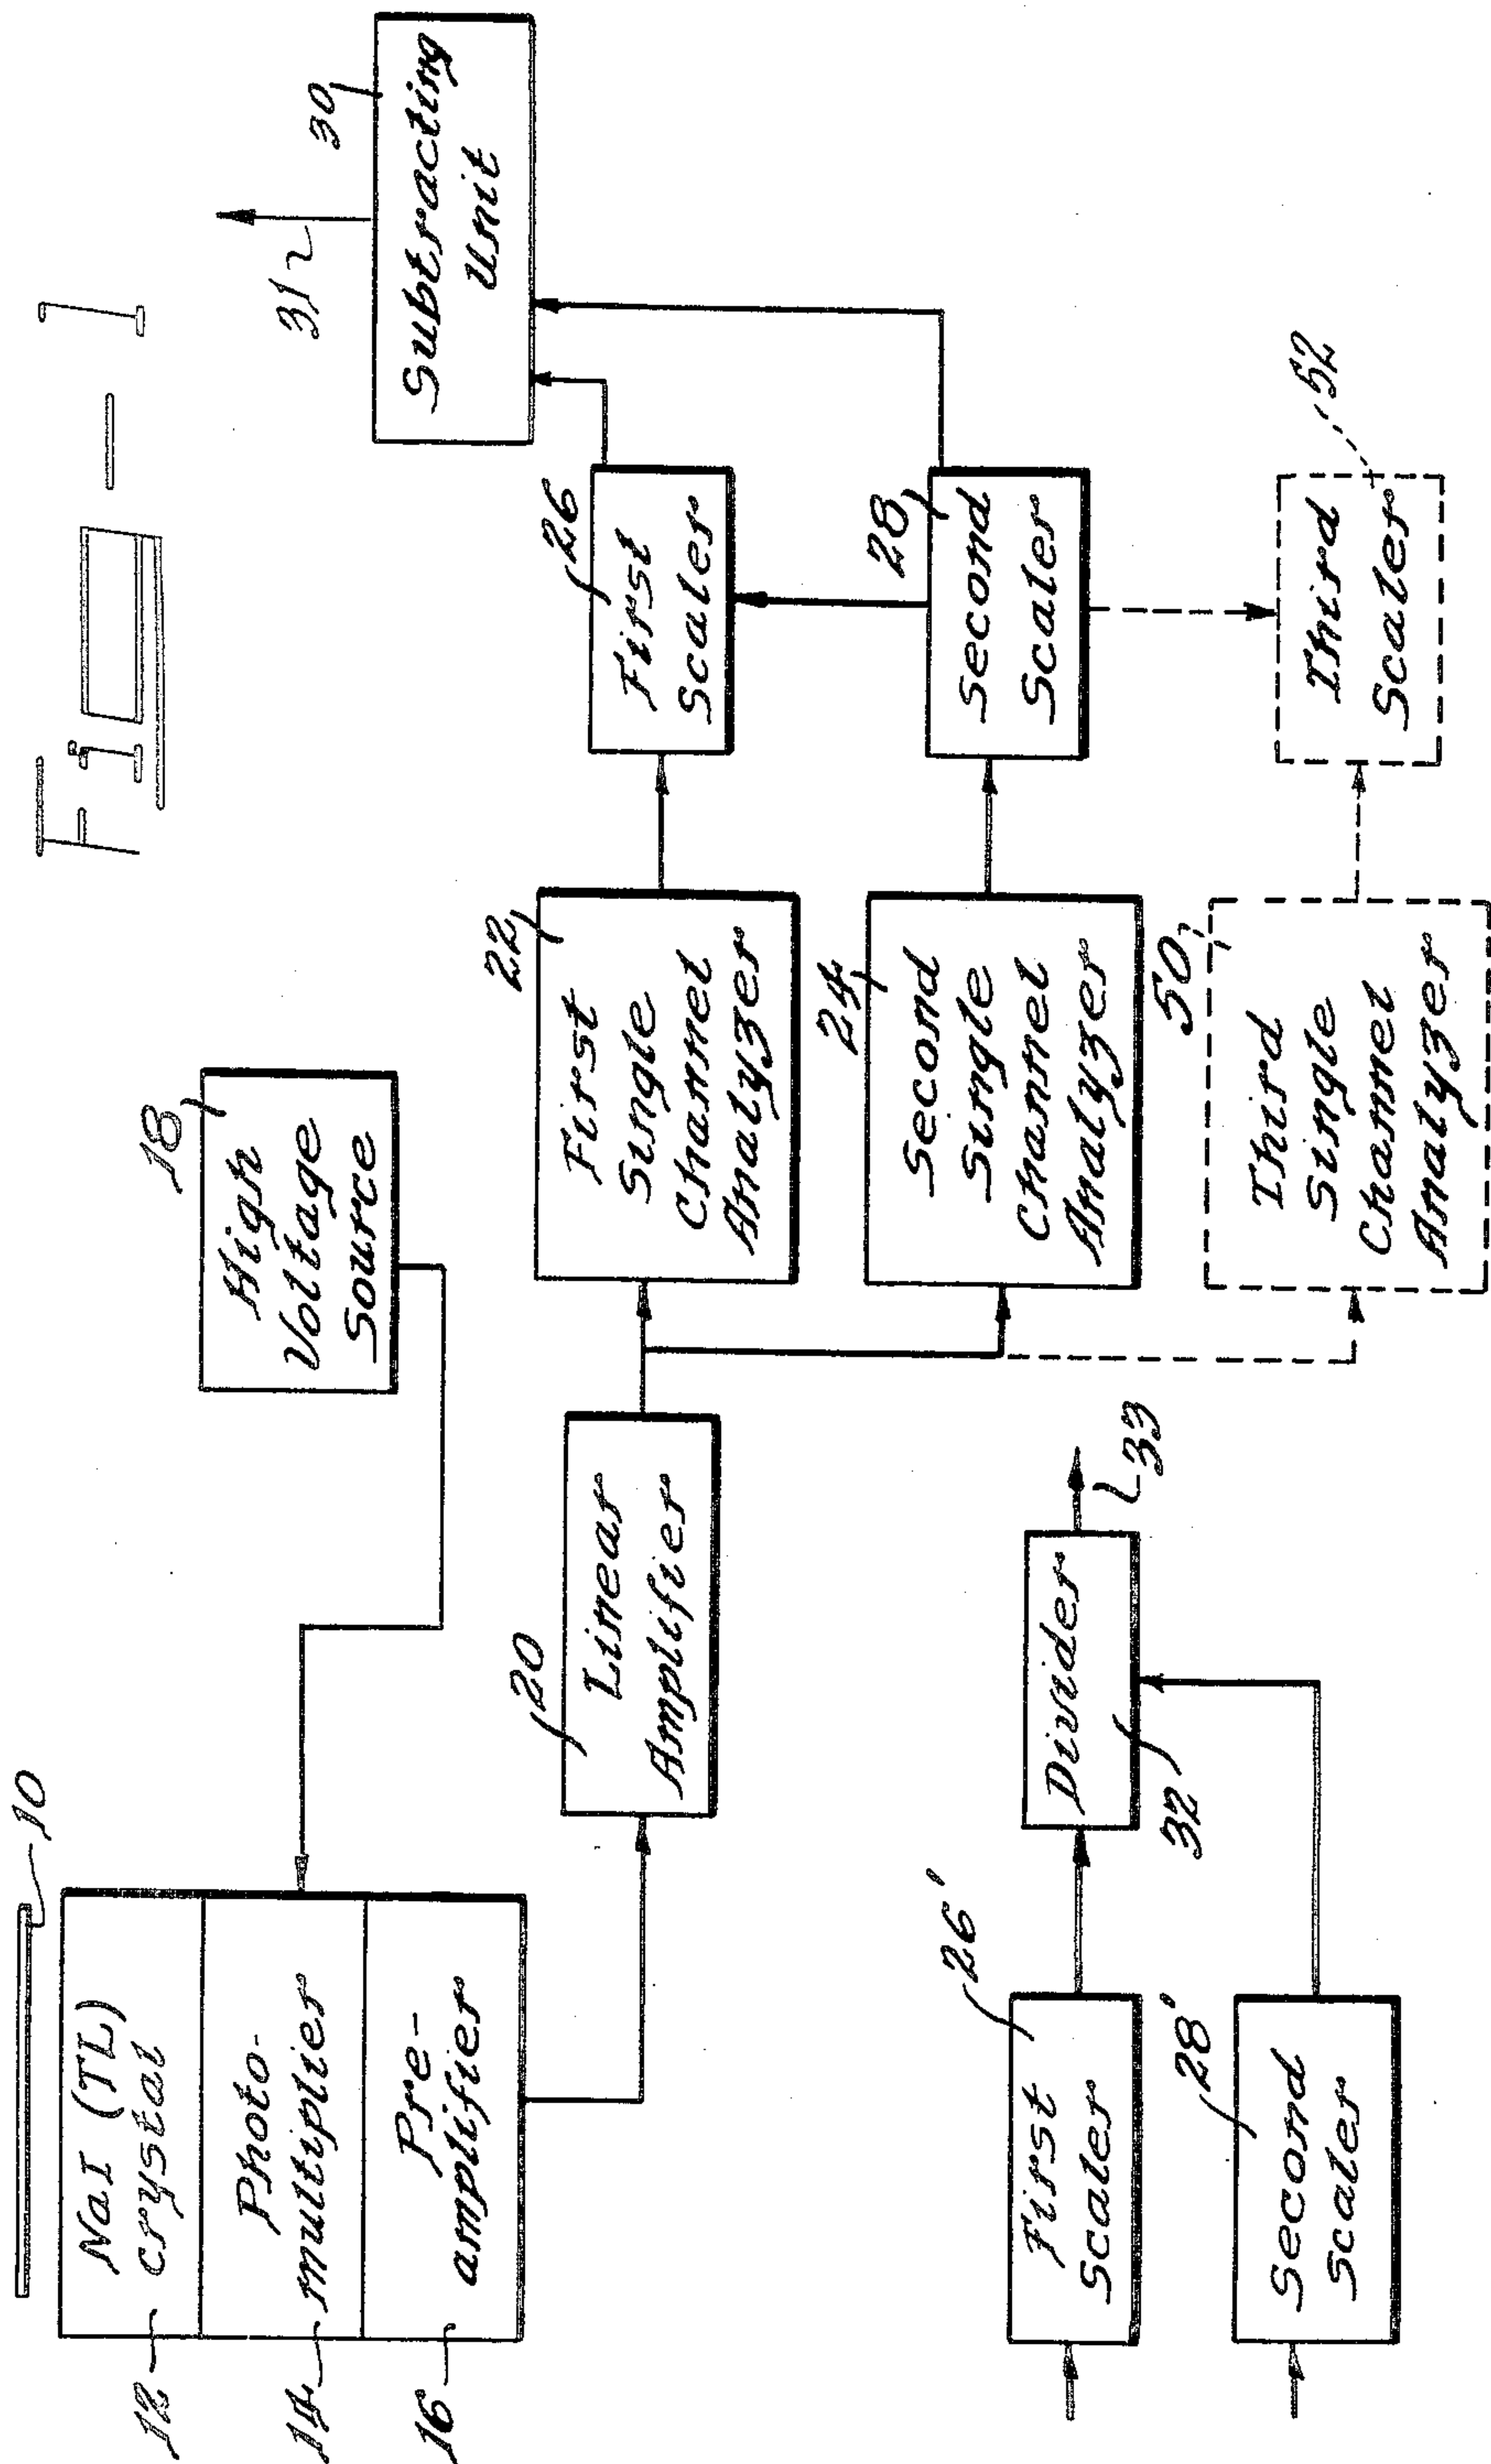 Fig-1
10
NaI (TL)
crystal
12
Photo-
multiplier
14
Pre-
amplifier
16
18
High
Voltage
Source
20
Linear
Amplifier
22
First
Single
Channel
Analyzer
24
Second
Single
Channel
Analyzer
50
Third
Single
Channel
Analyzer
26
First
Scaler
28
Second
Scaler
52
Third
Scaler
30
Subtracting
Unit
31
26'
First
Scaler
28'
Second
Scaler
Divider
32
33